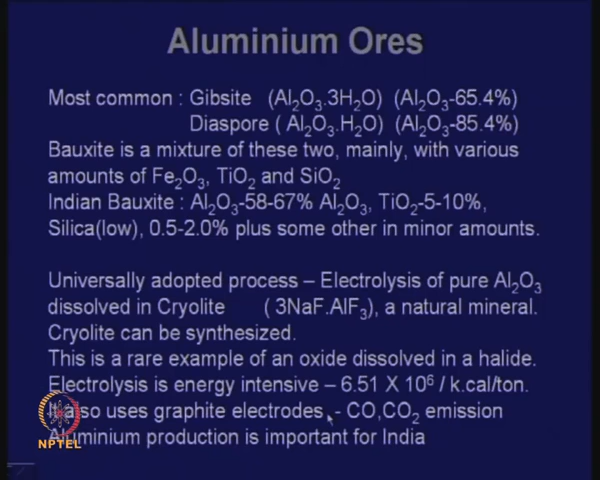 Aluminium Ores
Most common : Gibsite (Al₂O₃.3H₂O) (Al₂O₃-65.4%)
Diaspore ( Al₂O₃.H₂O) (Al₂O₃-85.4%)
Bauxite is a mixture of these two, mainly, with various
amounts of Fe₂O₃, TiO₂ and SiO₂
Indian Bauxite : Al₂O₃-58-67% Al₂O₃, TiO₂-5-10%,
Silica(low), 0.5-2.0% plus some other in minor amounts.
Universally adopted process – Electrolysis of pure Al₂O₃
dissolved in Cryolite ( 3NaF.AlF₃), a natural mineral.
Cryolite can be synthesized.
This is a rare example of an oxide dissolved in a halide.
Electrolysis is energy intensive – 6.51 X 10⁶ / k.cal/ton.
It also uses graphite electrodes - CO,CO₂ emission
Aluminium production is important for India
NPTEL